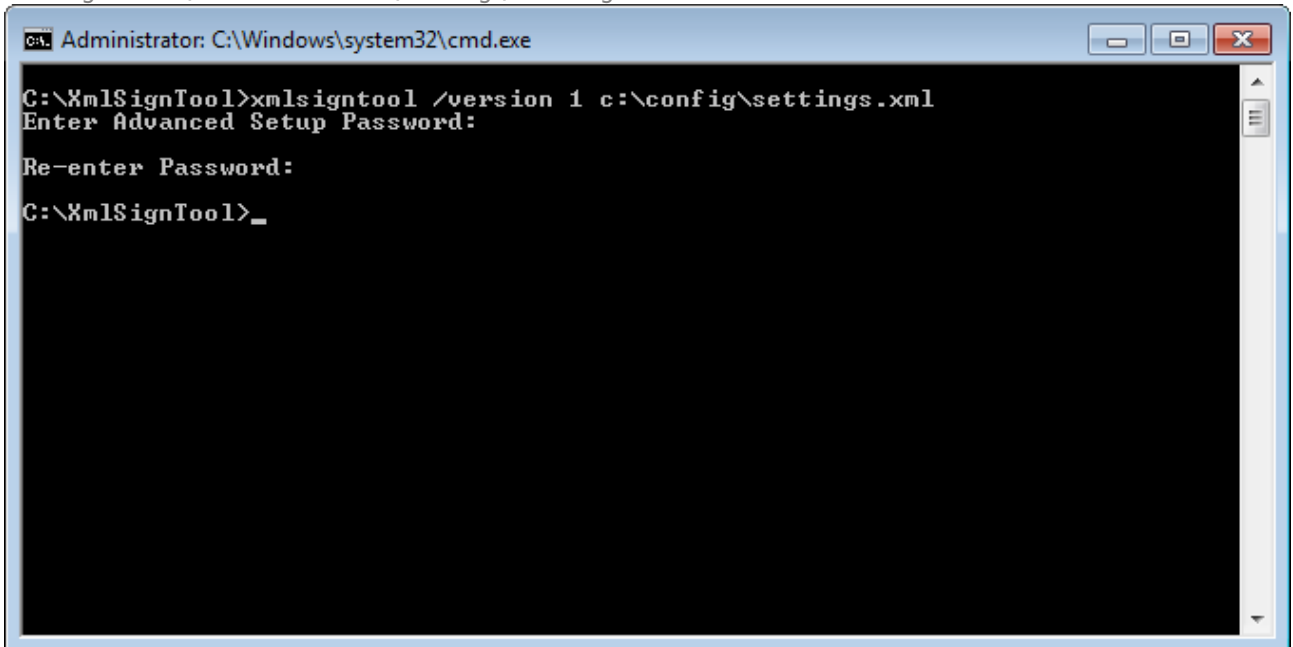 Administrator: C:\Windows\system32\cmd.exe
C:\XmlSignTool>xmlsigntool /version 1 c:\config\settings.xml
Enter Advanced Setup Password:
Re-enter Password:
C:\XmlSignTool>_